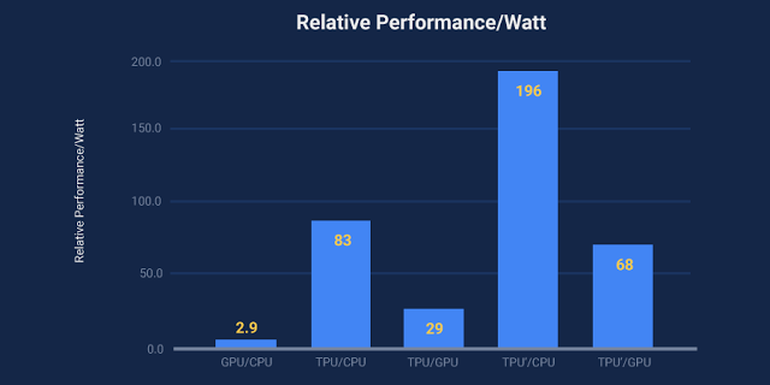 Relative Performance/Watt
Relative Performance/Watt
200.0
150.0
100.0
50.0
0.0
2.9
83
29
196
68
GPU/CPU
TPU/CPU
TPU/GPU
TPU'/CPU
TPU'/GPU